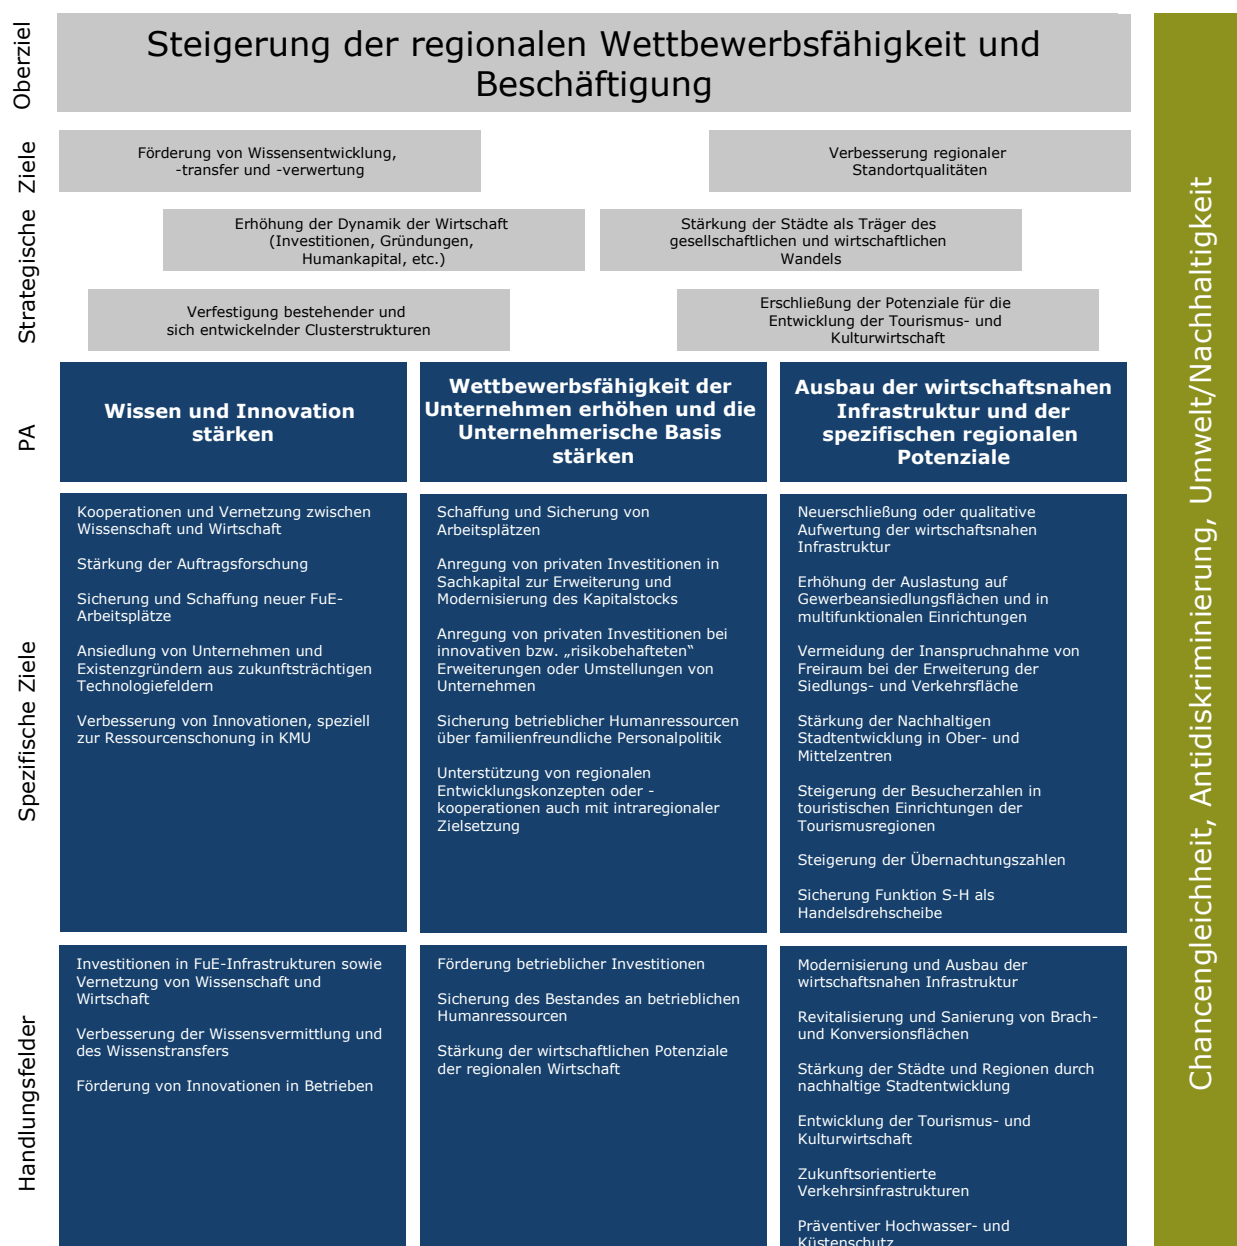 Oberziel
Steigerung der regionalen Wettbewerbsfähigkeit und
Beschäftigung
Strategische Ziele
Förderung von Wissensentwicklung,
-transfer und -verwertung
Verbesserung regionaler
Standortqualitäten
Erhöhung der Dynamik der Wirtschaft
(Investitionen, Gründungen,
Humankapital, etc.)
Stärkung der Städte als Träger des
gesellschaftlichen und wirtschaftlichen
Wandels
Verfestigung bestehender und
sich entwickelnder Clusterstrukturen
Erschließung der Potenziale für die
Entwicklung der Tourismus- und
Kulturwirtschaft
PA
Wissen und Innovation
stärken
Wettbewerbsfähigkeit der
Unternehmen erhöhen und die
Unternehmerische Basis
stärken
Ausbau der wirtschaftsnahen
Infrastruktur und der
spezifischen regionalen
Potenziale
Spezifische Ziele
Kooperationen und Vernetzung zwischen
Wissenschaft und Wirtschaft
Stärkung der Auftragsforschung
Sicherung und Schaffung neuer FuE-
Arbeitsplätze
Ansiedlung von Unternehmen und
Existenzgründern aus zukunftsträchtigen
Technologiefeldern
Verbesserung von Innovationen, speziell
zur Ressourcenschonung in KMU
Schaffung und Sicherung von
Arbeitsplätzen
Anregung von privaten Investitionen in
Sachkapital zur Erweiterung und
Modernisierung des Kapitalstocks
Anregung von privaten Investitionen bei
innovativen bzw. „risikobehafteten“
Erweiterungen oder Umstellungen von
Unternehmen
Sicherung betrieblicher Humanressourcen
über familienfreundliche Personalpolitik
Unterstützung von regionalen
Entwicklungskonzepten oder -
kooperationen auch mit intraregionaler
Zielsetzung
Neuerschließung oder qualitative
Aufwertung der wirtschaftsnahen
Infrastruktur
Erhöhung der Auslastung auf
Gewerbeansiedlungsflächen und in
multifunktionalen Einrichtungen
Vermeidung der Inanspruchnahme von
Freiraum bei der Erweiterung der
Siedlungs- und Verkehrsfläche
Stärkung der Nachhaltigen
Stadtentwicklung in Ober- und
Mittelzentren
Steigerung der Besucherzahlen in
touristischen Einrichtungen der
Tourismusregionen
Steigerung der Übernachtungszahlen
Sicherung Funktion S-H als
Handelsdrehscheibe
Handlungsfelder
Investitionen in FuE-Infrastrukturen sowie
Vernetzung von Wissenschaft und
Wirtschaft
Verbesserung der Wissensvermittlung und
des Wissenstransfers
Förderung von Innovationen in Betrieben
Förderung betrieblicher Investitionen
Sicherung des Bestandes an betrieblichen
Humanressourcen
Stärkung der wirtschaftlichen Potenziale
der regionalen Wirtschaft
Modernisierung und Ausbau der
wirtschaftsnahen Infrastruktur
Revitalisierung und Sanierung von Brach-
und Konversionsflächen
Stärkung der Städte und Regionen durch
nachhaltige Stadtentwicklung
Entwicklung der Tourismus- und
Kulturwirtschaft
Zukunftsorientierte
Verkehrsinfrastrukturen
Präventiver Hochwasser- und
Küstenschutz
Chancengleichheit, Antidiskriminierung, Umwelt/Nachhaltigkeit